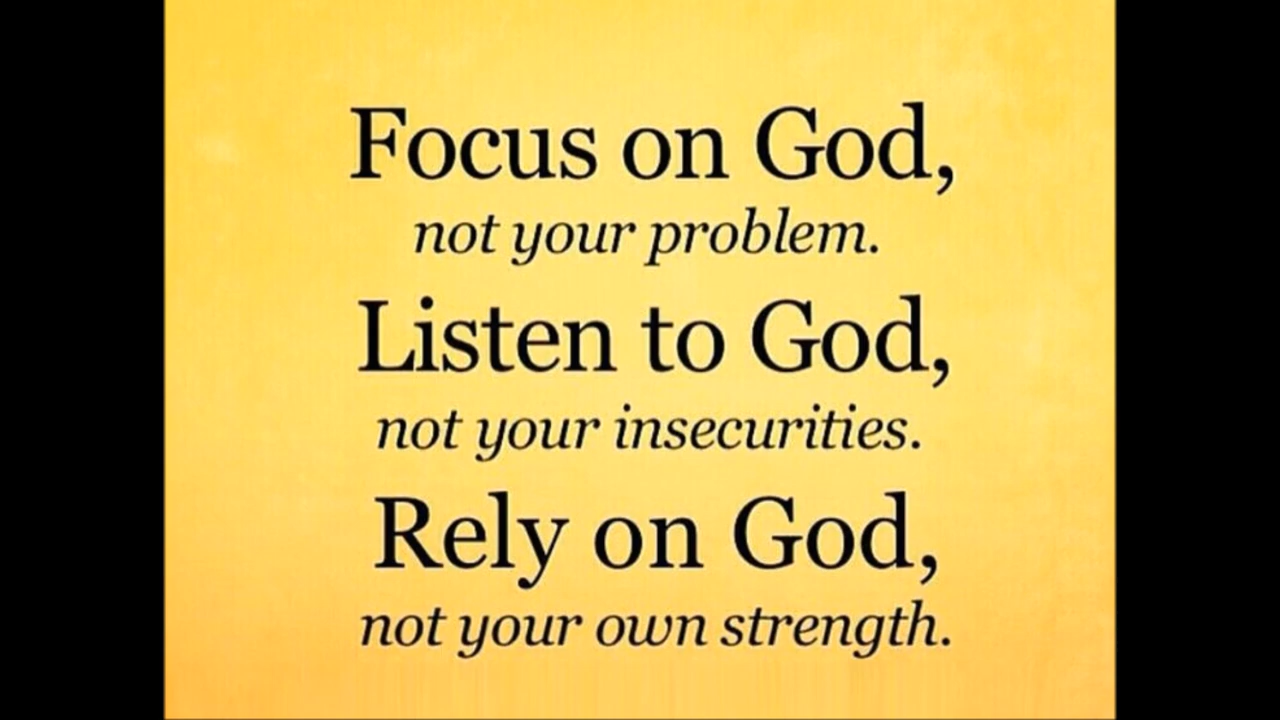 Focus on God,
not your problem.
Listen to God,
not your insecurities.
Rely on God,
not your own strength.